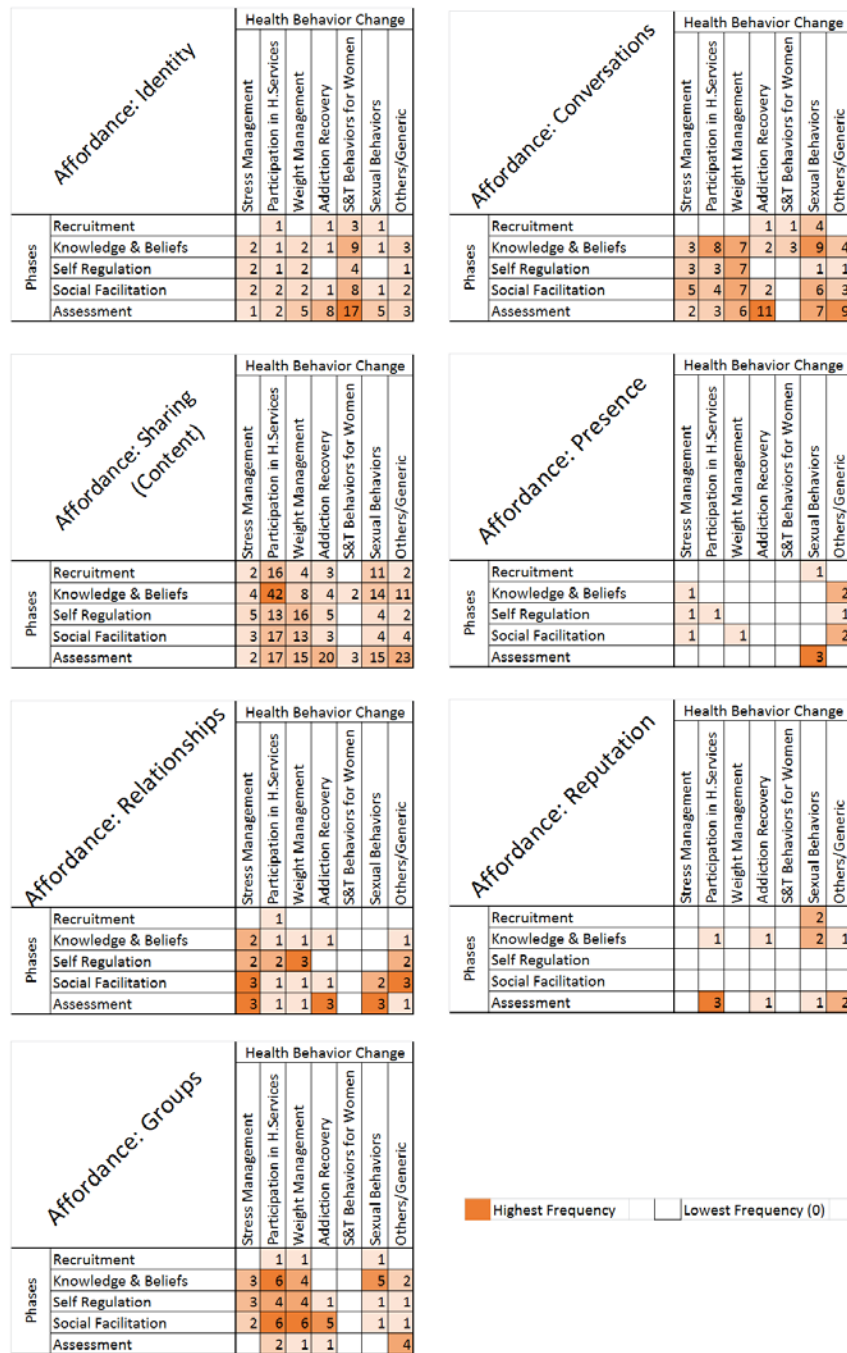 Health Behavior Change
Affordance: Identity
Stress Management
Participation in H.Services
Weight Management
Addiction Recovery
S&T Behaviors for Women
Sexual Behaviors
Others/Generic
Phases
Recruitment 1 1 3 1
Knowledge & Beliefs 2 1 2 1 9 1 3
Self Regulation 2 1 2 4 1
Social Facilitation 2 2 2 1 8 1 2
Assessment 1 2 5 8 17 5 3
Health Behavior Change
Affordance: Conversations
Stress Management
Participation in H.Services
Weight Management
Addiction Recovery
S&T Behaviors for Women
Sexual Behaviors
Others/Generic
Phases
Recruitment 1 1 4
Knowledge & Beliefs 3 8 7 2 3 9 4
Self Regulation 3 3 7 1 1
Social Facilitation 5 4 7 2 6 3
Assessment 2 3 6 11 7 9
Health Behavior Change
Affordance: Sharing
(Content)
Stress Management
Participation in H.Services
Weight Management
Addiction Recovery
S&T Behaviors for Women
Sexual Behaviors
Others/Generic
Phases
Recruitment 2 16 4 3 11 2
Knowledge & Beliefs 4 42 8 4 2 14 11
Self Regulation 5 13 16 5 4 2
Social Facilitation 3 17 13 3 4 4
Assessment 2 17 15 20 3 15 23
Health Behavior Change
Affordance: Presence
Stress Management
Participation in H.Services
Weight Management
Addiction Recovery
S&T Behaviors for Women
Sexual Behaviors
Others/Generic
Phases
Recruitment 1
Knowledge & Beliefs 1 2
Self Regulation 1 1 1
Social Facilitation 1 1 2
Assessment 3
Health Behavior Change
Affordance: Relationships
Stress Management
Participation in H.Services
Weight Management
Addiction Recovery
S&T Behaviors for Women
Sexual Behaviors
Others/Generic
Phases
Recruitment 1
Knowledge & Beliefs 2 1 1 1 1
Self Regulation 2 2 3 2
Social Facilitation 3 1 1 1 2 3
Assessment 3 1 1 3 3 1
Health Behavior Change
Affordance: Reputation
Stress Management
Participation in H.Services
Weight Management
Addiction Recovery
S&T Behaviors for Women
Sexual Behaviors
Others/Generic
Phases
Recruitment 2
Knowledge & Beliefs 1 1 2 1
Self Regulation
Social Facilitation
Assessment 3 1 1 2
Health Behavior Change
Affordance: Groups
Stress Management
Participation in H.Services
Weight Management
Addiction Recovery
S&T Behaviors for Women
Sexual Behaviors
Others/Generic
Phases
Recruitment 1 1 1
Knowledge & Beliefs 3 6 4 5 2
Self Regulation 3 4 4 1 1 1
Social Facilitation 2 6 6 5 1 1
Assessment 2 1 1 4
Highest Frequency Lowest Frequency (0)